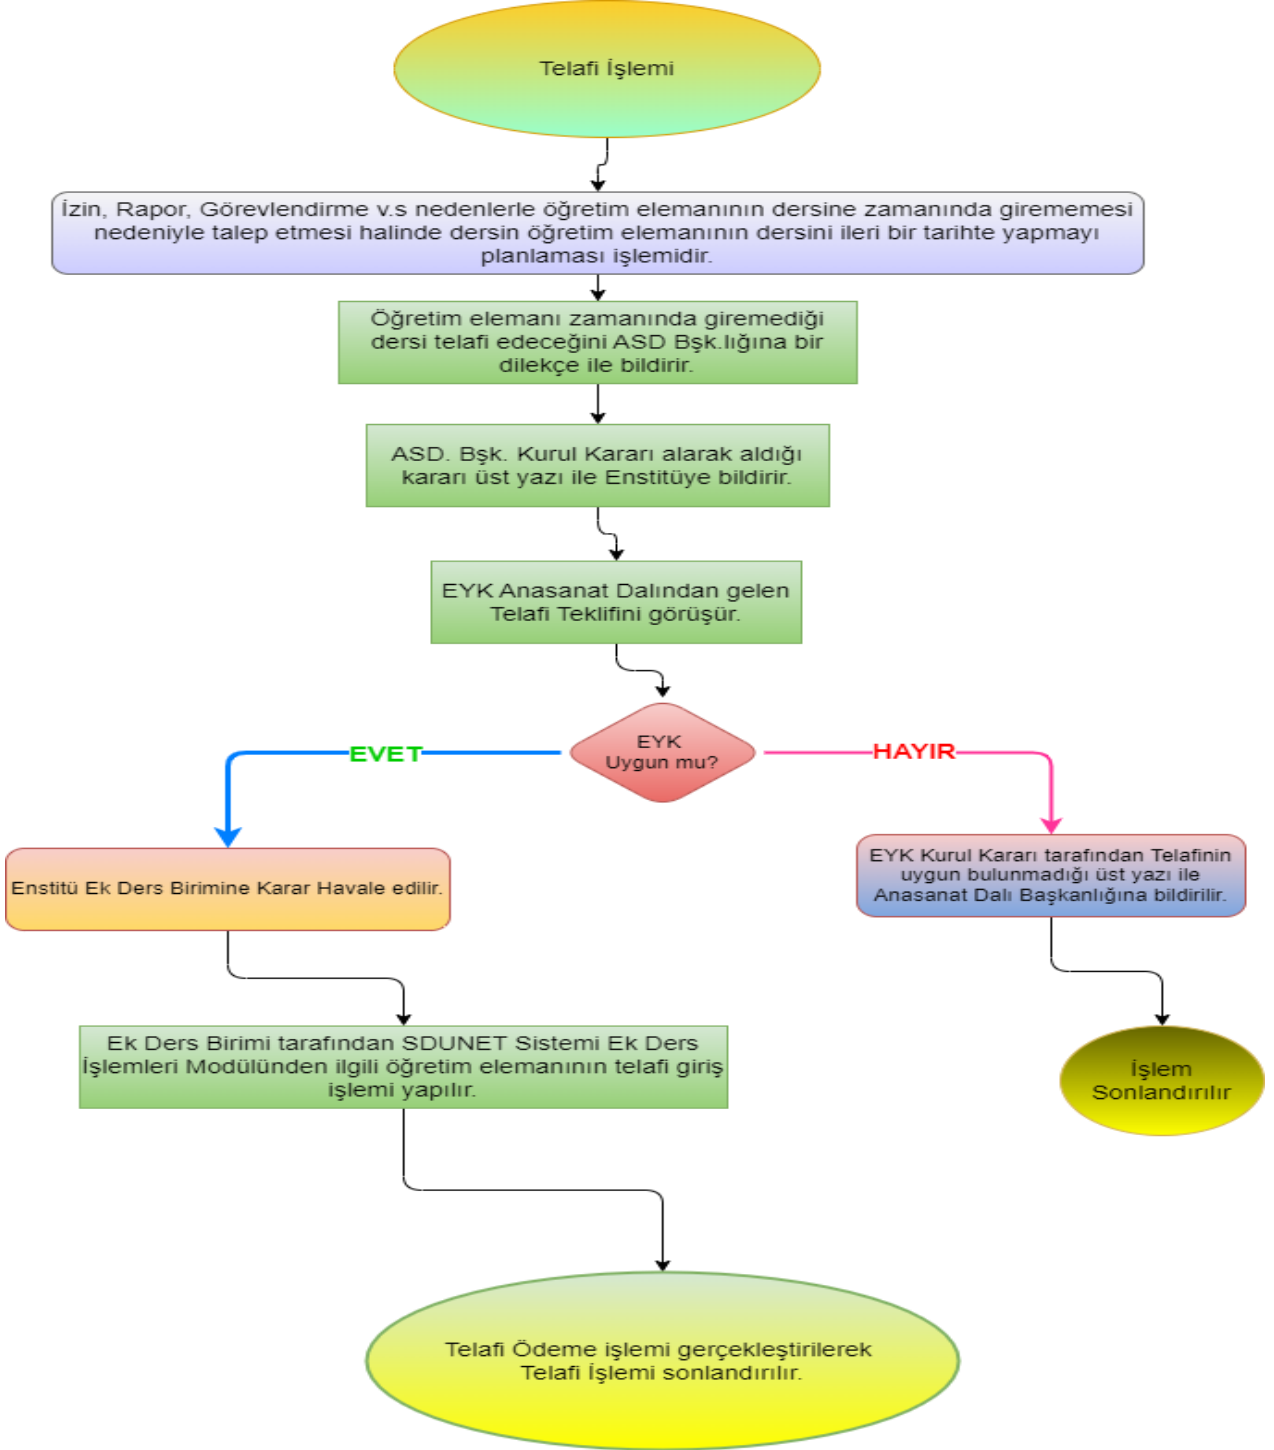 Telafi İşlemi
İzin, Rapor, Görevlendirme v.s nedenlerle öğretim elemanının dersine zamanında girememesi
nedeniyle talep etmesi halinde dersin öğretim elemanının dersini ileri bir tarihte yapmayı
planlaması işlemidir.
Öğretim elemanı zamanında giremediği
dersi telafi edeceğini ASD Bşk.lığına bir
dilekçe ile bildirir.
ASD. Bşk. Kurul Kararı alarak aldığı
kararı üst yazı ile Enstitüye bildirir.
EYK Anasanat Dalından gelen
Telafi Teklifini görüşür.
EYK
Uygun mu?
EVET
HAYIR
Enstitü Ek Ders Birimine Karar Havale edilir.
EYK Kurul Kararı tarafından Telafinin
uygun bulunmadığı üst yazı ile
Anasanat Dalı Başkanlığına bildirilir.
Ek Ders Birimi tarafından SDUNET Sistemi Ek Ders
İşlemleri Modülünden ilgili öğretim elemanının telafi giriş
işlemi yapılır.
İşlem
Sonlandırılır
Telafi Ödeme işlemi gerçekleştirilerek
Telafi İşlemi sonlandırılır.